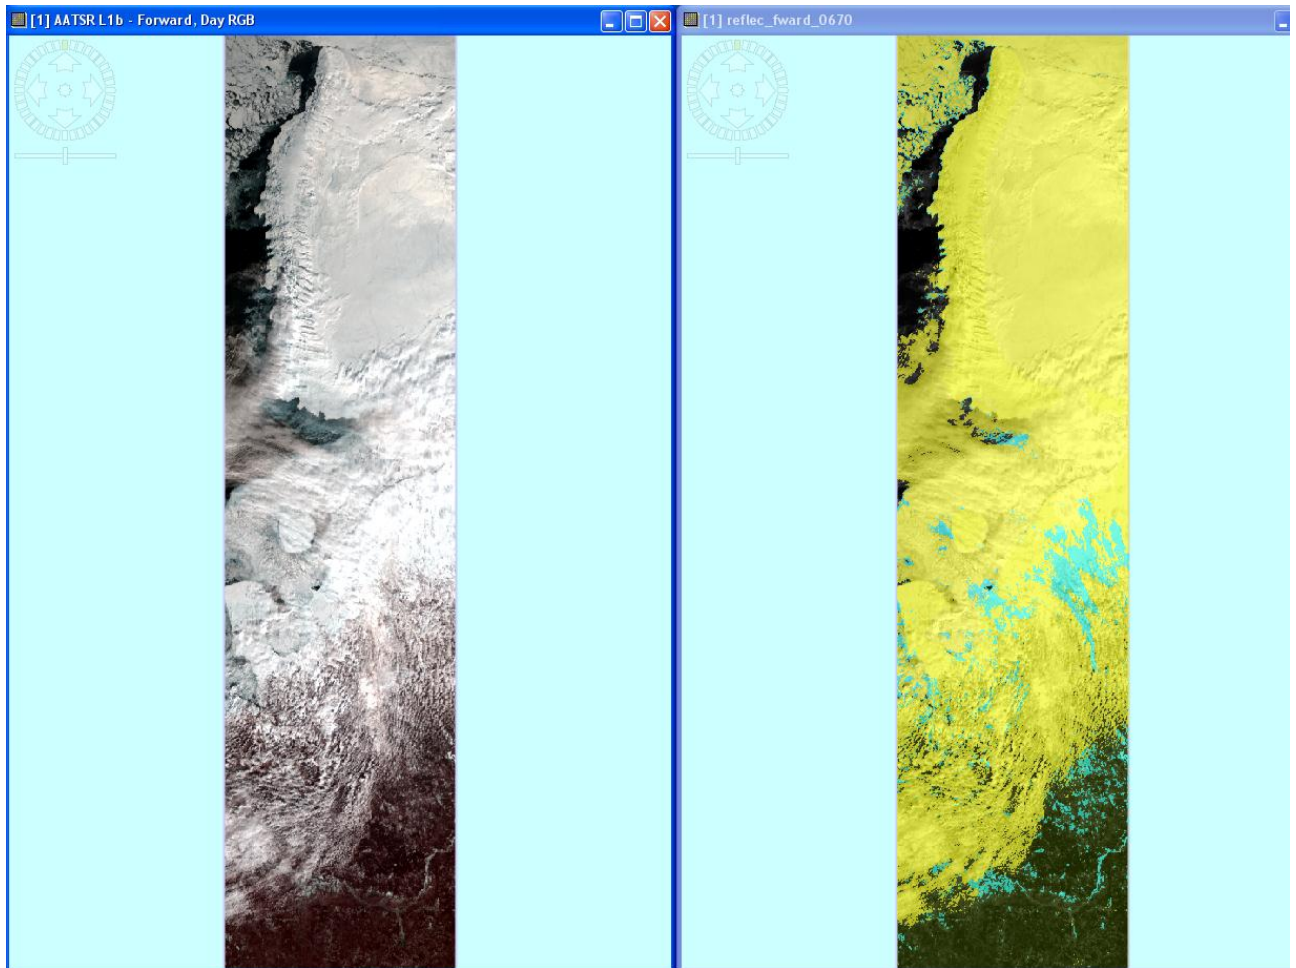 [1] AATSR L1b - Forward, Day RGB
[1] reflec_fward_0670